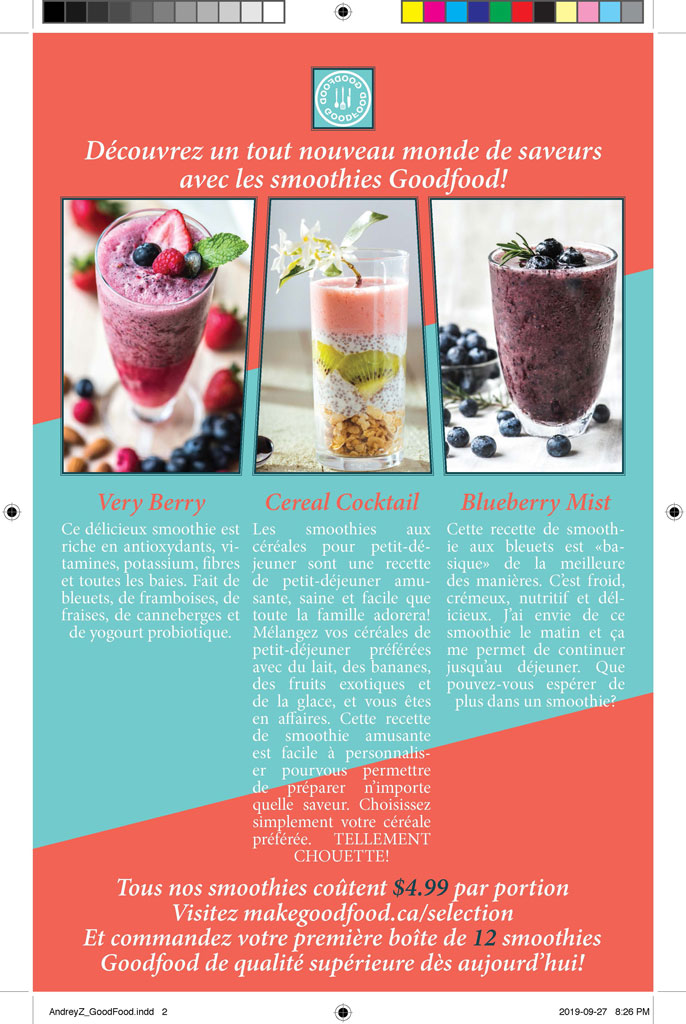 GOODFOOD GOODFOOD
Découvrez un tout nouveau monde de saveurs
avec les smoothies Goodfood!
Very Berry
Ce délicieux smoothie est
riche en antioxydants, vi-
tamines, potassium, fibres
et toutes les baies. Fait de
bleuets, de framboises, de
fraises, de canneberges et
de yogourt probiotique.
Cereal Cocktail
Les smoothies aux
céréales pour petit-dé-
jeuner sont une recette
de petit-déjeuner amu-
sante, saine et facile que
toute la famille adorera!
Mélangez vos céréales de
petit-déjeuner préférées
avec du lait, des bananes,
des fruits exotiques et
de la glace, et vous êtes
en affaires. Cette recette
de smoothie amusante
est facile à personnalis-
er pourvous permettre
de préparer n'importe
quelle saveur. Choisissez
simplement votre céréale
préférée. TELLEMENT
CHOUETTE!
Blueberry Mist
Cette recette de smooth-
ie aux bleuets est «ba-
sique» de la meilleure
des manières. C'est froid,
crémeux, nutritif et dél-
icieux. J'ai envie de ce
smoothie le matin et ça
me permet de continuer
jusqu'au déjeuner. Que
pouvez-vous espérer de
plus dans un smoothie?
Tous nos smoothies coûtent $4.99 par portion
Visitez makegoodfood.ca/selection
Et commandez votre première boîte de 12 smoothies
Goodfood de qualité supérieure dès aujourd'hui!
AndreyZ_GoodFood.indd 2
2019-09-27 8:26 PM